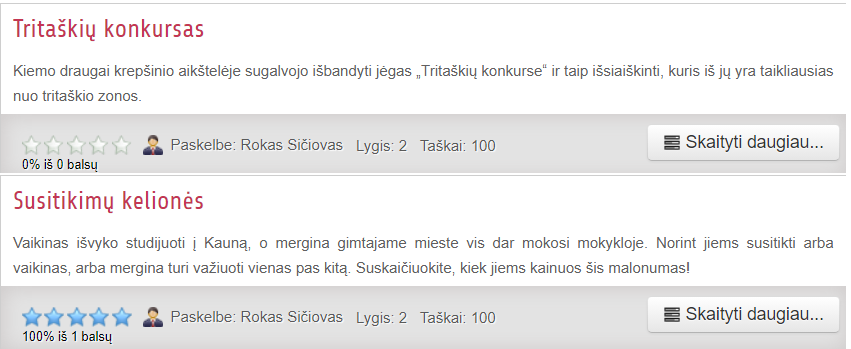 Tritaškių konkursas
Kiemo draugai krepšinio aikštelėje sugalvojo išbandyti jėgas „Tritaškių konkurse“ ir taip išsiaiškinti, kuris iš jų yra taikliausias
nuo tritaškio zonos.
Paskelbe: Rokas Sičiovas Lygis: 2 Taškai: 100 Skaityti daugiau...
0% iš 0 balsų
Susitikimų kelionės
Vaikinas išvyko studijuoti į Kauną, o mergina gimtajame mieste vis dar mokosi mokykloje. Norint jiems susitikti arba
vaikinas, arba mergina turi važiuoti vienas pas kitą. Suskaičiuokite, kiek jiems kainuos šis malonumas!
Paskelbe: Rokas Sičiovas Lygis: 2 Taškai: 100 Skaityti daugiau...
100% iš 1 balsų